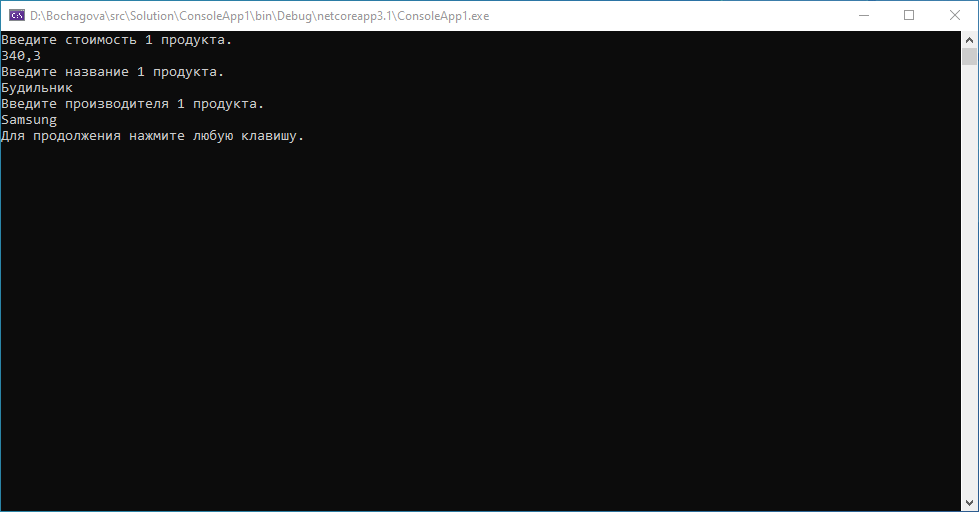 D:\Bochagova\src\Solution\ConsoleApp1\bin\Debug\netcoreapp3.1\ConsoleApp1.exe
Введите стоимость 1 продукта.
340,3
Введите название 1 продукта.
Будильник
Введите производителя 1 продукта.
Samsung
Для продолжения нажмите любую клавишу.